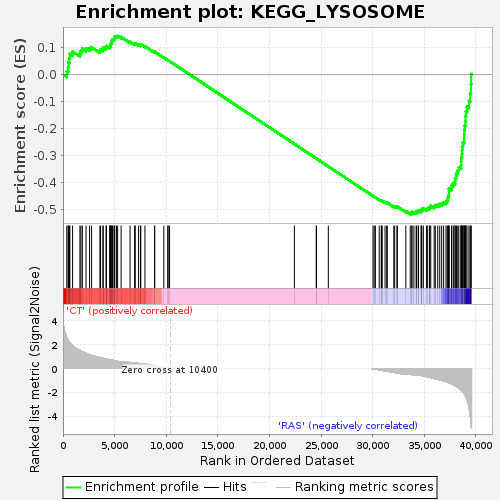 Enrichment plot: KEGG_LYSOSOME
Enrichment score (ES)
0.1
0.0
-0.1
-0.2
-0.3
-0.4
-0.5
'CT' (positively correlated)
Ranked list metric (Signal2Noise)
4
2
0
-2
-4
Zero cross at 10400
'RAS' (negatively correlated)
0 5,000 10,000 15,000 20,000 25,000 30,000 35,000 40,000
Rank in Ordered Dataset
Enrichment profile Hits Ranking metric scores